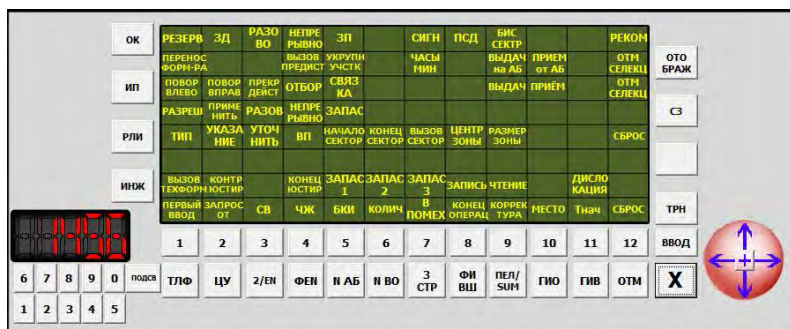 ОК
РЕЗЕРВ ЗД РАЗО НЕПРЕ ЗП СИГН ПСД БИС РЕКОМ
ВО РЫВНО СЕКТР
ПЕРЕНОС ВЫЗОВ УКРУПН ЧАСЫ ВЫДАЧ ПРИЕМ ОТМ
ФОРМ-РА ПРЕДИСТ УЧСТК МИН на АБ от АБ СЕЛЕКЦ
ОТО
БРАЖ
ИП
ПОВОР ПОВОР ПРЕКР ОТБОР СВЯЗ ВЫДАЧ ПРИЁМ ОТМ
ВЛЕВО ВПРАВ ДЕЙСТ КА СЕЛЕКЦ
РАЗРЕШ ПРИМЕ РАЗОВ НЕПРЕ ЗАПАС
НИТЬ РЫВНО
СЗ
РЛИ
ТИП УКАЗА УТОЧ ВП НАЧАЛО КОНЕЦ ВЫЗОВ ЦЕНТР РАЗМЕР СБРОС
НИЕ НИТЬ СЕКТОР СЕКТОР СЕКТОР ЗОНЫ ЗОНЫ
ИНЖ
ВЫЗОВ КОНТР КОНЕЦ ЗАПАС ЗАПАС ЗАПАС ЗАПИСЬ ЧТЕНИЕ ДИСЛО
ТЕХФОРМ ЮСТИР ЮСТИР 1 2 3 КАЦИЯ
ПЕРВЫЙ ЗАПРОС СВ ЧЖ БКИ КОЛИЧ В КОНЕЦ КОРРЕК МЕСТО Тнач СБРОС
ВВОД ОТ ПОМЕХ ОПЕРАЦ ТУРА
ТРН
1 2 3 4 5 6 7 8 9 10 11 12 ВВОД
6 7 8 9 0 подсв
ТЛФ ЦУ 2/EN ФEN N АБ N ВО 3 ФИ ПЕЛ/ ГИО ГИВ ОТМ X
СТР ВШ SUM
1 2 3 4 5